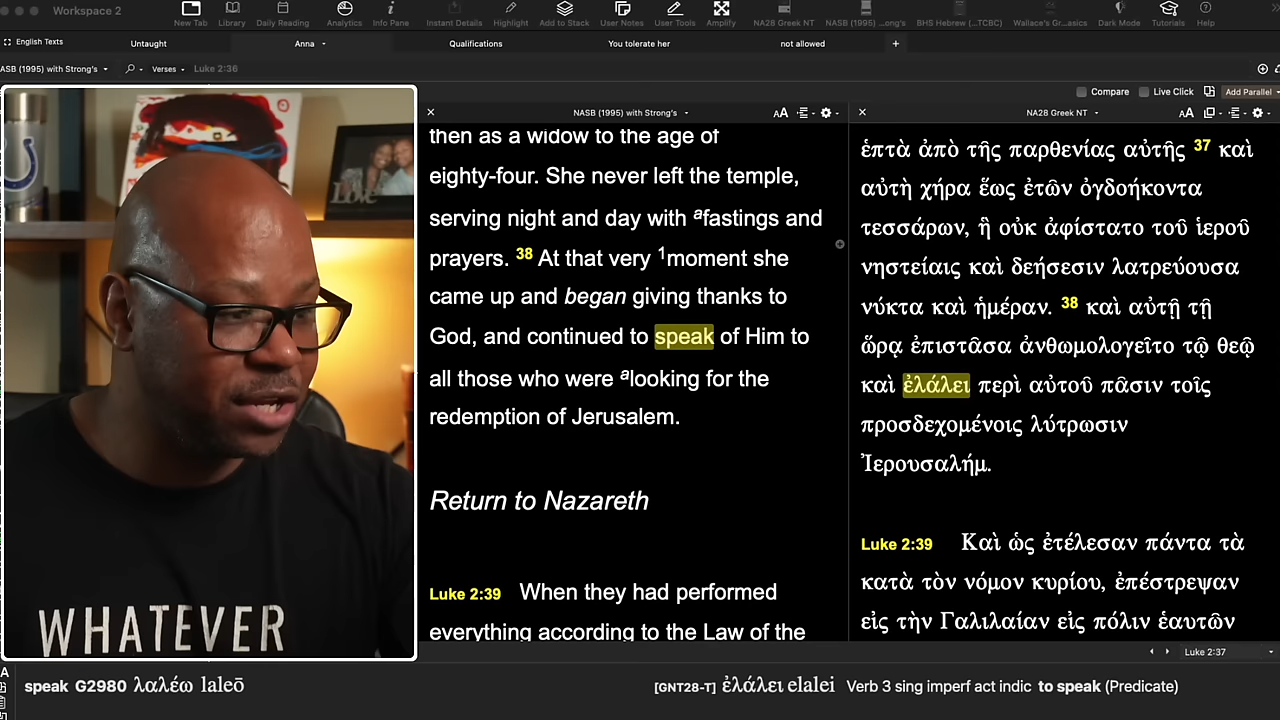 Workspace 2
New Tab
Library
Daily Reading
Analytics
Info Pane
Instant Details
Highlight
Add to Stack
User Notes
User Tools
Amplify
NA28 Greek NT
NASB (1995) ...ong's
BHS Hebrew (...TCBC)
Wallace's Gr...asics
Dark Mode
Tutorials
Help
English Texts
Untaught
Anna
Qualifications
You tolerate her
not allowed
+
ASB (1995) with Strong's
Verses
Luke 2:36
Compare
Live Click
Add Parallel
NASB (1995) with Strong's
AA
then as a widow to the age of
eighty-four. She never left the temple,
serving night and day with ᵃfastings and
prayers. 38 At that very ¹moment she
came up and began giving thanks to
God, and continued to speak of Him to
all those who were ᵃlooking for the
redemption of Jerusalem.
Return to Nazareth
Luke 2:39 When they had performed
everything according to the Law of the
NA28 Greek NT
AA
ἑπτὰ ἀπὸ τῆς παρθενίας αὐτῆς 37 καὶ
αὐτὴ χήρα ἕως ἐτῶν ὀγδοήκοντα
τεσσάρων, ἣ οὐκ ἀφίστατο τοῦ ἱεροῦ
νηστείαις καὶ δεήσεσιν λατρεύουσα
νύκτα καὶ ἡμέραν. 38 καὶ αὐτῇ τῇ
ὥρᾳ ἐπιστᾶσα ἀνθωμολογεῖτο τῷ θεῷ
καὶ ἐλάλει περὶ αὐτοῦ πᾶσιν τοῖς
προσδεχομένοις λύτρωσιν
Ἰερουσαλήμ.
Luke 2:39 Καὶ ὡς ἐτέλεσαν πάντα τὰ
κατὰ τὸν νόμον κυρίου, ἐπέστρεψαν
εἰς τὴν Γαλιλαίαν εἰς πόλιν ἑαυτῶν
Luke 2:37
Love
WHATEVER
A
speak G2980 λαλέω laleō
[GNT28-T] ἐλάλει elalei Verb 3 sing imperf act indic to speak (Predicate)